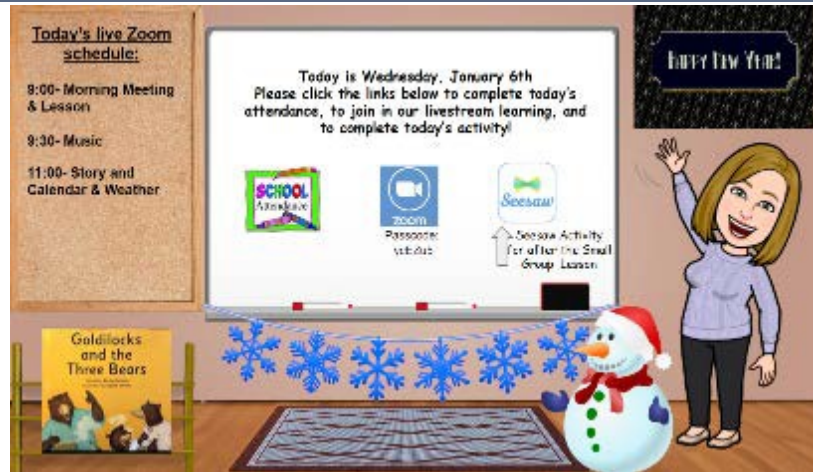 Today's live Zoom
schedule:
9:00- Morning Meeting
& Lesson
9:30- Music
11:00- Story and
Calendar & Weather
Today is Wednesday, January 6th
Please click the links below to complete today's
attendance, to join in our livestream learning, and
to complete today's activity!
SCHOOL
Attendance
zoom
Passcode:
Seesaw
Seesaw Activity
for after the Small
Group Lesson
Happy New Year!
Goldilocks
and the
Three Bears